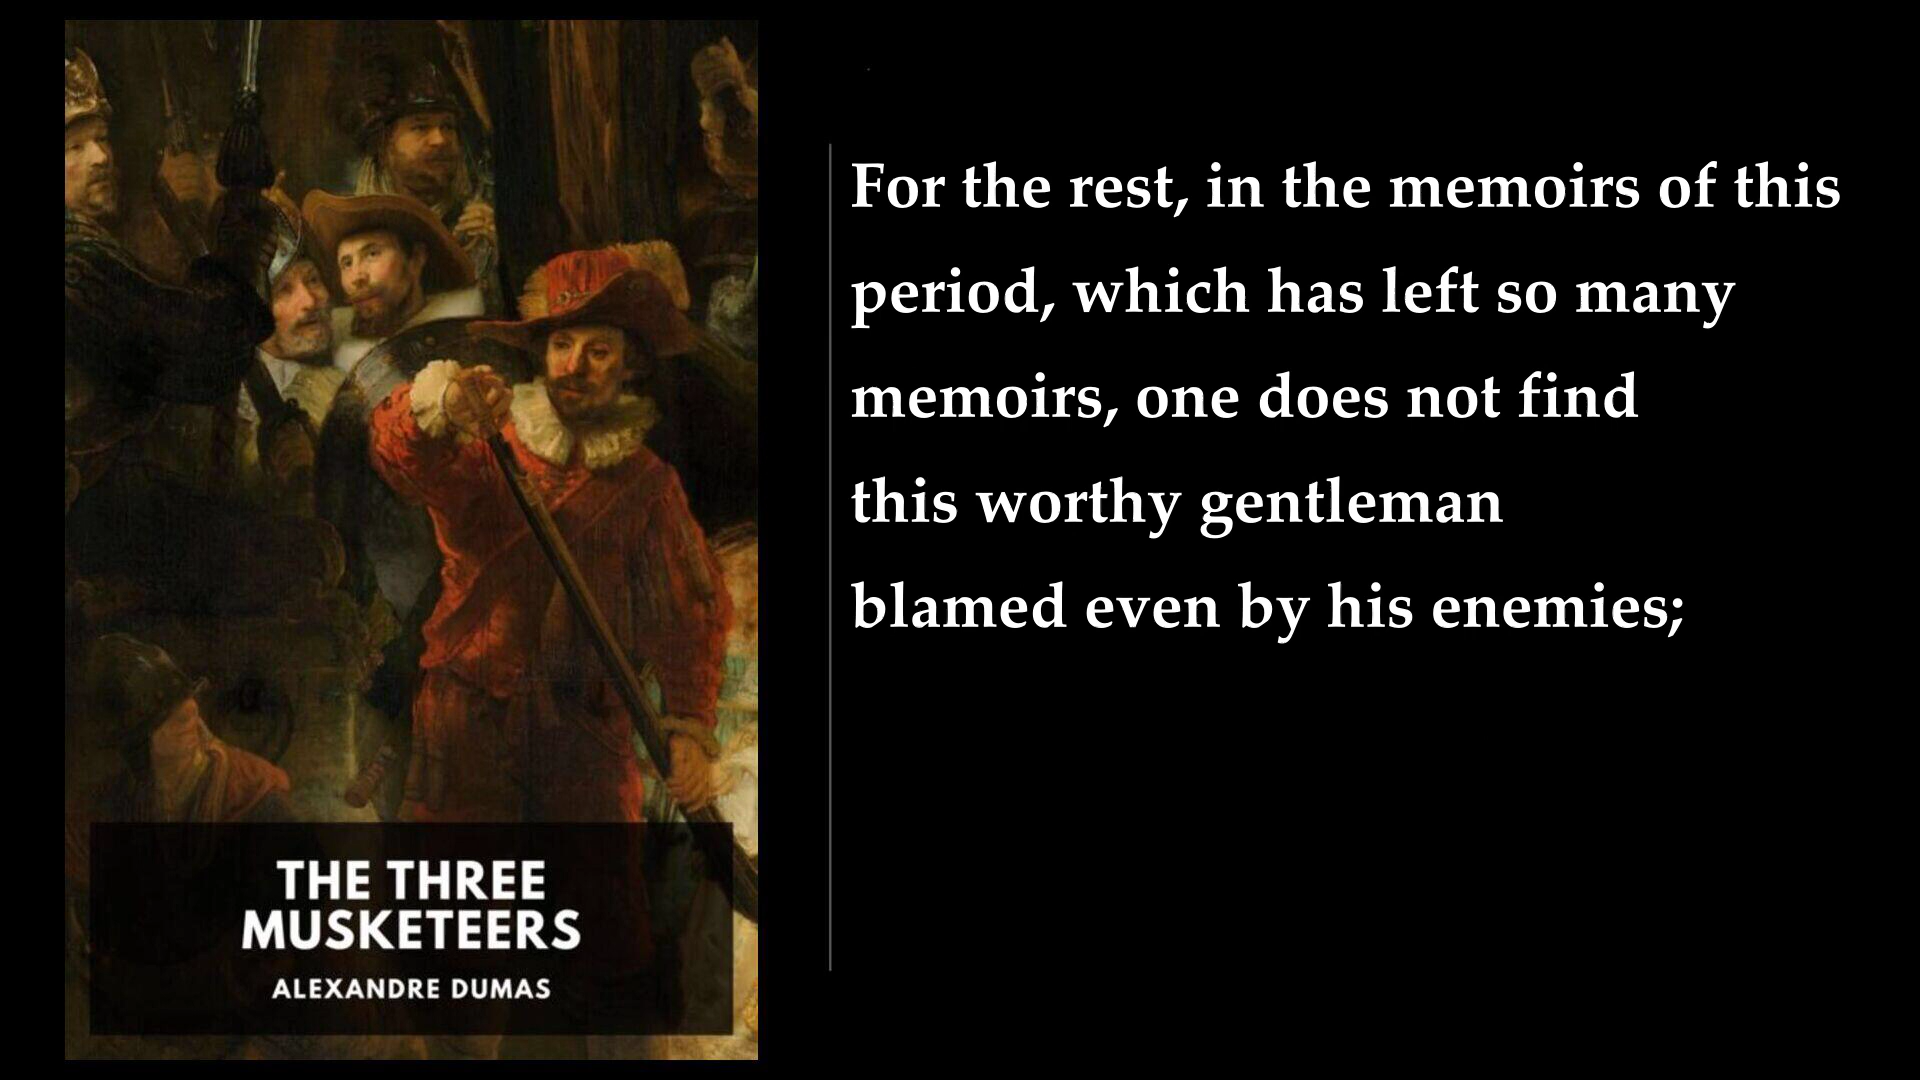 For the rest, in the memoirs of this
period, which has left so many
memoirs, one does not find
this worthy gentleman
blamed even by his enemies;
THE THREE
MUSKETEERS
ALEXANDRE DUMAS